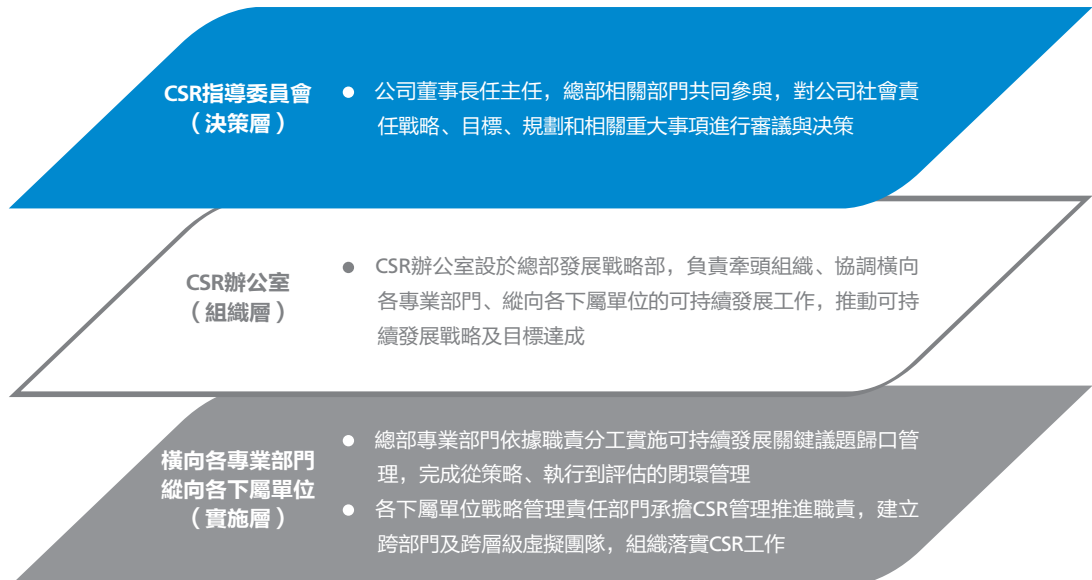 CSR指導委員會
（決策層）
● 公司董事長任主任，總部相關部門共同參與，對公司社會責
任戰略、目標、規劃和相關重大事項進行審議與决策
CSR辦公室
（組織層）
● CSR辦公室設於總部發展戰略部，負責牽頭組織、協調橫向
各專業部門、縱向各下屬單位的可持續發展工作，推動可持
續發展戰略及目標達成
橫向各專業部門
縱向各下屬單位
（實施層）
● 總部專業部門依據職責分工實施可持續發展關鍵議題歸口管
理，完成從策略、執行到評估的閉環管理
● 各下屬單位戰略管理責任部門承擔CSR管理推進職責，建立
跨部門及跨層級虛擬團隊，組織落實CSR工作